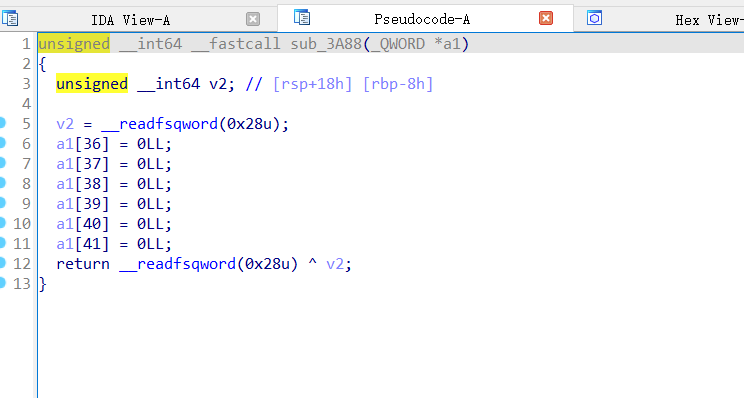 IDA View-A Pseudocode-A Hex View-
1 unsigned __int64 __fastcall sub_3A88(_QWORD *a1)
2 {
3 unsigned __int64 v2; // [rsp+18h] [rbp-8h]
4
5 v2 = __readfsqword(0x28u);
6 a1[36] = 0LL;
7 a1[37] = 0LL;
8 a1[38] = 0LL;
9 a1[39] = 0LL;
10 a1[40] = 0LL;
11 a1[41] = 0LL;
12 return __readfsqword(0x28u) ^ v2;
13 }